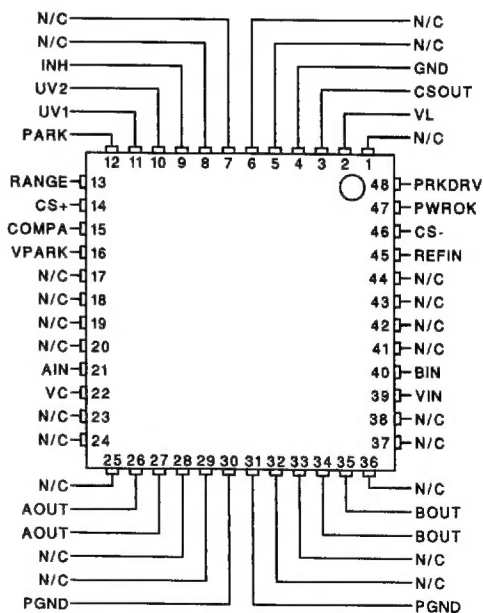 N/C N/C
N/C N/C
INH GND
UV2 CSOUT
UV1 VL
PARK N/C
12 11 10 9 8 7 6 5 4 3 2 1
RANGE 13 48 PRKDRV
CS+ 14 47 PWROK
COMPA 15 46 CS-
VPARK 16 45 REFIN
N/C 17 44 N/C
N/C 18 43 N/C
N/C 19 42 N/C
N/C 20 41 N/C
AIN 21 40 BIN
VC 22 39 VIN
N/C 23 38 N/C
N/C 24 37 N/C
25 26 27 28 29 30 31 32 33 34 35 36
N/C N/C
AOUT BOUT
AOUT BOUT
N/C N/C
N/C N/C
PGND PGND